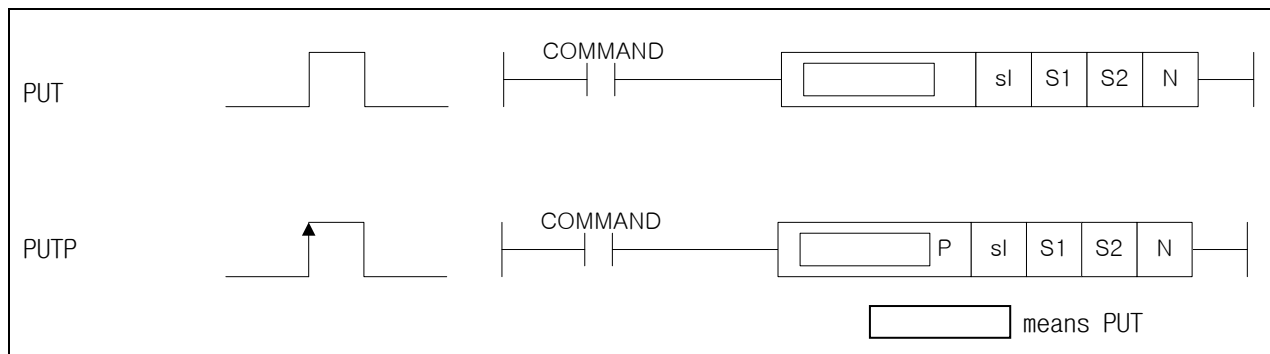 COMMAND
PUT sl S1 S2 N
COMMAND
PUTP P sl S1 S2 N
means PUT